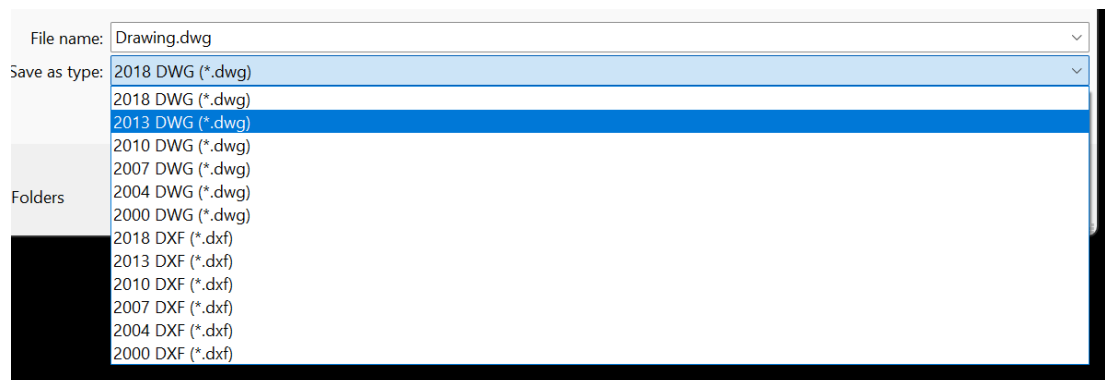 File name: Drawing.dwg
Save as type: 2018 DWG (*.dwg)
2018 DWG (*.dwg)
2013 DWG (*.dwg)
2010 DWG (*.dwg)
2007 DWG (*.dwg)
2004 DWG (*.dwg)
Folders
2000 DWG (*.dwg)
2018 DXF (*.dxf)
2013 DXF (*.dxf)
2010 DXF (*.dxf)
2007 DXF (*.dxf)
2004 DXF (*.dxf)
2000 DXF (*.dxf)